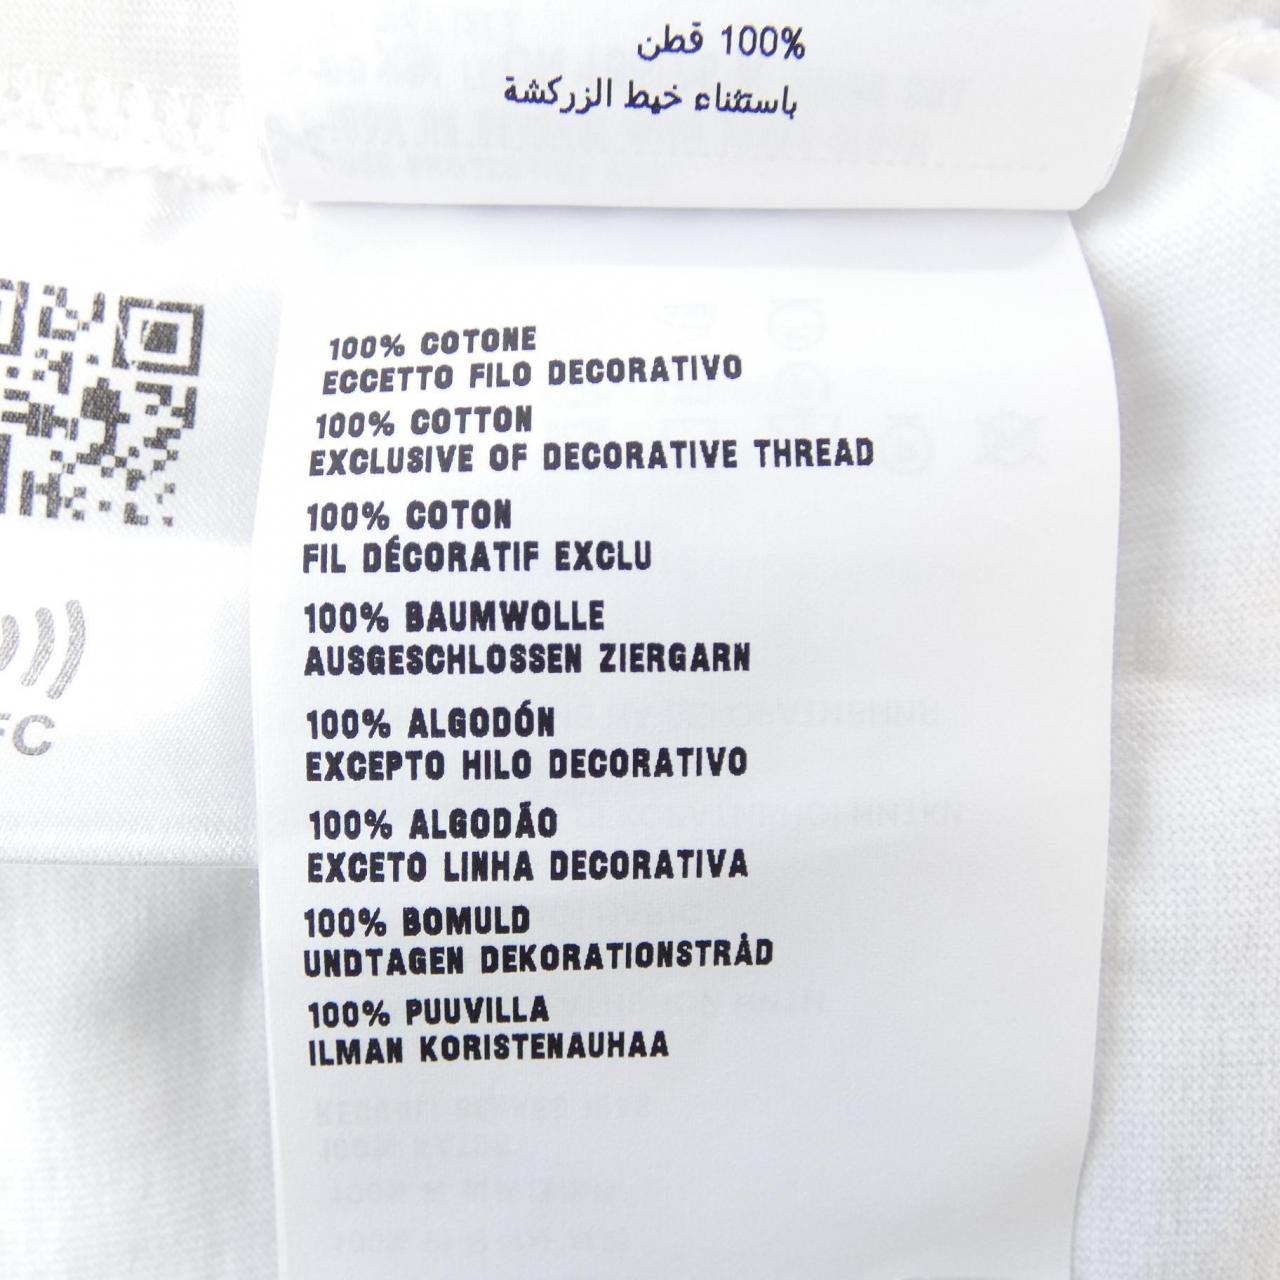 100% قطن
باستثناء خيط الزركشة
100% COTONE
ECCETTO FILO DECORATIVO
100% COTTON
EXCLUSIVE OF DECORATIVE THREAD
100% COTON
FIL DÉCORATIF EXCLU
100% BAUMWOLLE
AUSGESCHLOSSEN ZIERGARN
100% ALGODÓN
EXCEPTO HILO DECORATIVO
100% ALGODÃO
EXCETO LINHA DECORATIVA
100% BOMULD
UNDTAGEN DEKORATIONSTRÅD
100% PUUVILLA
ILMAN KORISTENAUHAA
FC